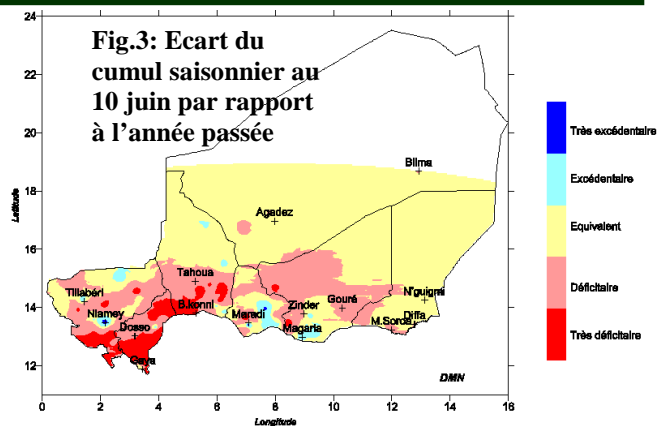 Fig.3: Ecart du
cumul saisonnier au
10 juin par rapport
à l'année passée
24
22
20
18
16
14
12
Latitude
Bilma
Agadez
Tahoua
Tillabéri
B.konni
Niamey
Dosso
Gaya
Maradi
Zinder
Gouré
Magaria
N'guigmi
Diffa
M.Soroa
DMN
0
2
4
6
8
10
12
14
16
Longitude
Très excédentaire
Excédentaire
Equivalent
Déficitaire
Très déficitaire